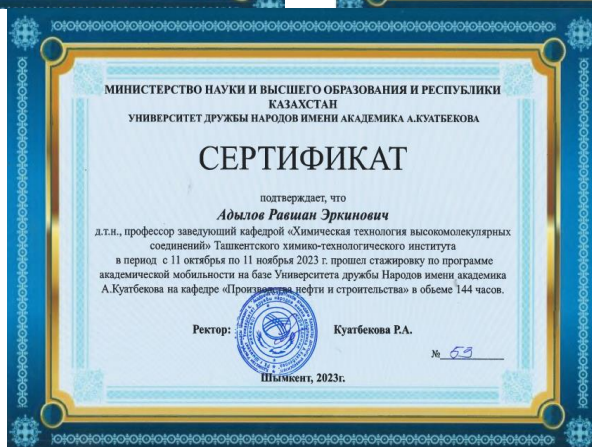 МИНИСТЕРСТВО НАУКИ И ВЫСШЕГО ОБРАЗОВАНИЯ И РЕСПУБЛИКИ
КАЗАХСТАН
УНИВЕРСИТЕТ ДРУЖБЫ НАРОДОВ ИМЕНИ АКАДЕМИКА А.КУАТБЕКОВА
СЕРТИФИКАТ
подтверждает, что
Адылов Равшан Эркинович
д.т.н., профессор заведующий кафедрой «Химическая технология высокомолекулярных
соединений» Ташкентского химико-технологического института
в период с 11 октября по 11 ноября 2023 г. прошел стажировку по программе
академической мобильности на базе Университета дружбы Народов имени академика
А.Куатбекова на кафедре «Производства нефти и строительства» в обьеме 144 часов.
Ректор: Куатбекова Р.А.
№ 53
Шымкент, 2023г.